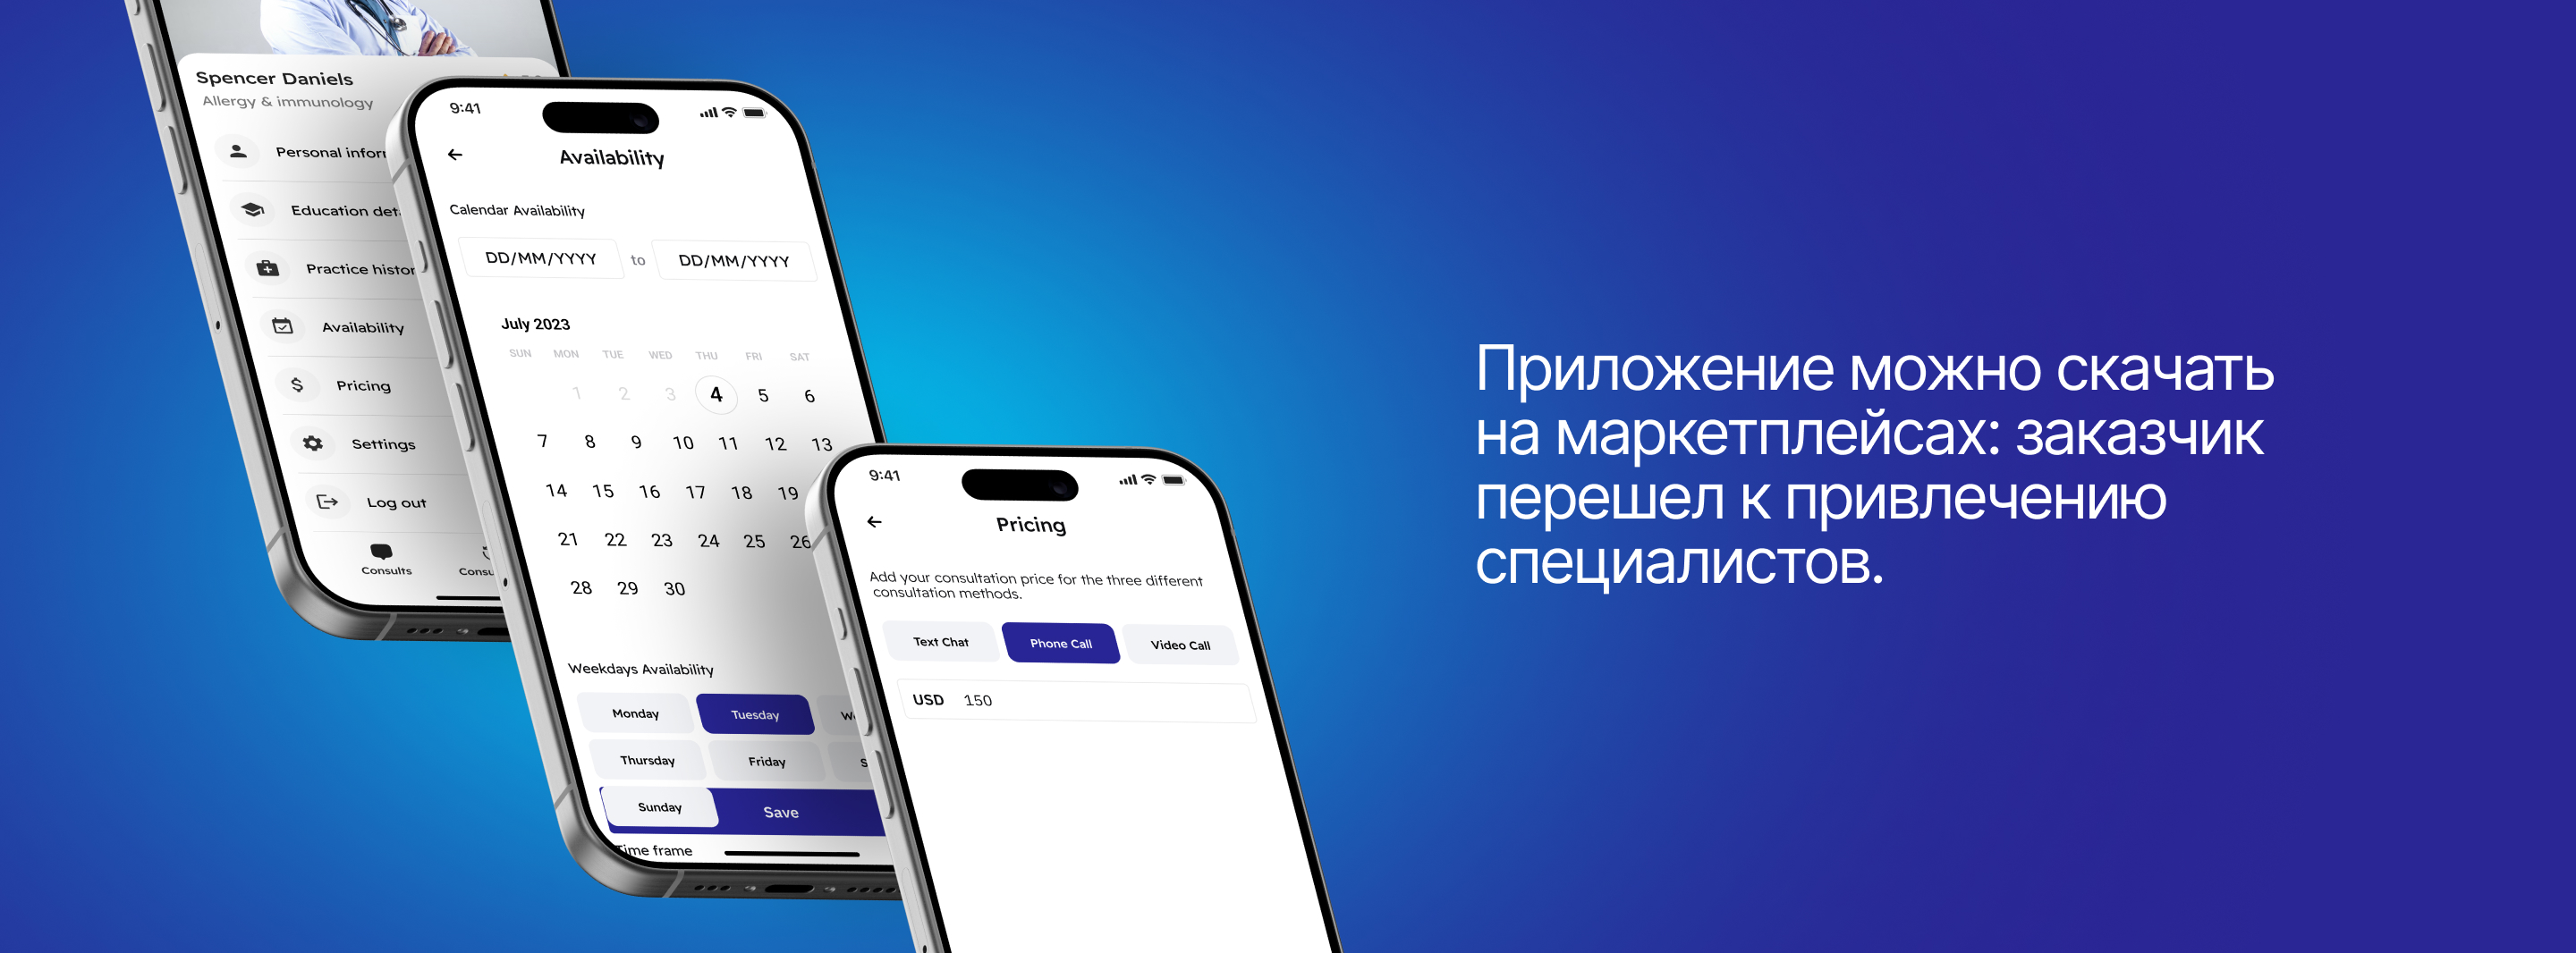 Spencer Daniels
Allergy & immunology
Personal
Education
Practice
Availability
Pricing
Settings
Log out
Consults
9:41
Availability
Calendar Availability
DD/MM/YYYY to DD/MM/YYYY
July 2023
SUN MON TUE WED THU FRI SAT
1 2 3 4 5 6
7 8 9 10 11 12 13
14 15 16 17 18 19
21 22 23 24 25 26
28 29 30
Weekdays Availability
Monday Tuesday
Thursday Friday
Sunday Save
Time frame
9:41
Pricing
Add your consultation price for the three different
consultation methods.
Text Chat Phone Call Video Call
USD 150
Приложение можно скачать
на маркетплейсах: заказчик
перешел к привлечению
специалистов.